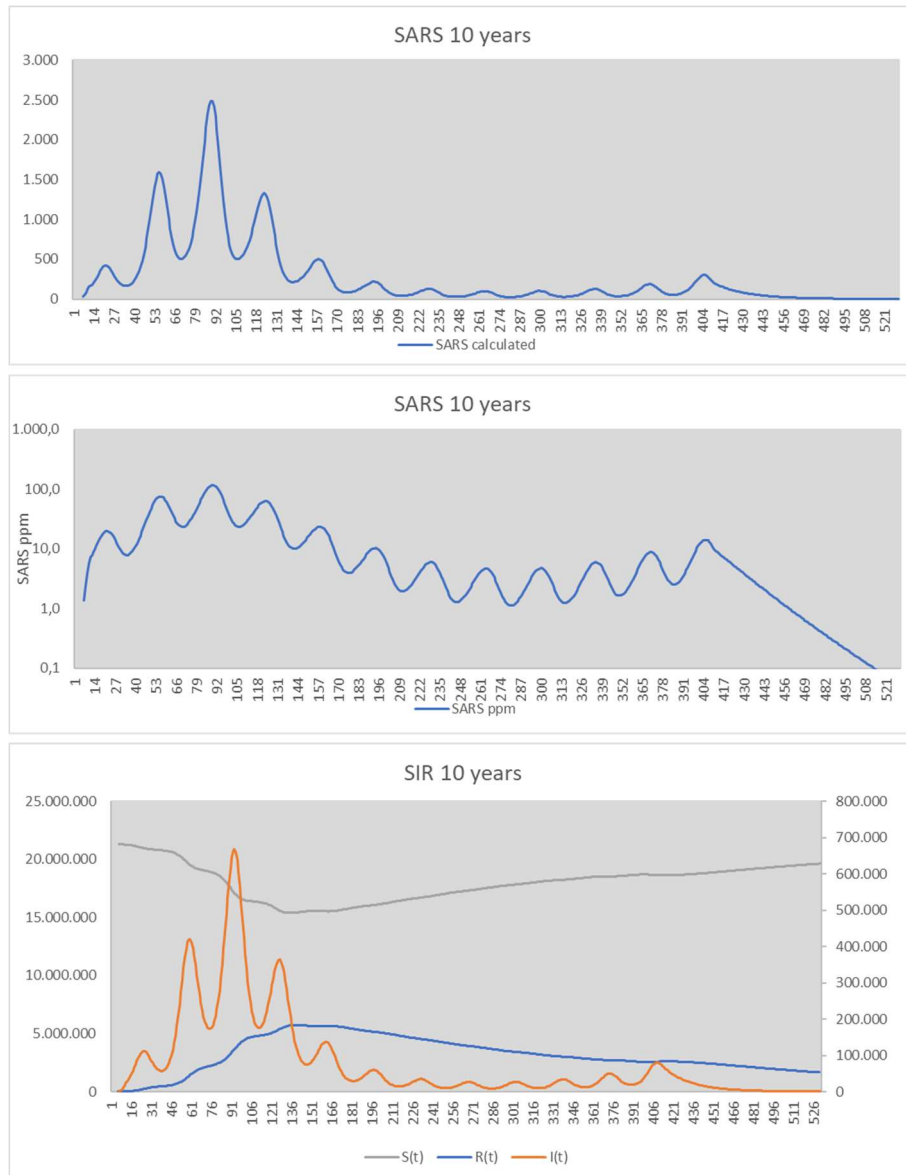 SARS 10 years
3.000
2.500
2.000
1.500
1.000
500
0
1 14 27 40 53 66 79 92 105 118 131 144 157 170 183 196 209 222 235 248 261 274 287 300 313 326 339 352 365 378 391 404 417 430 443 456 469 482 495 508 521
SARS calculated
SARS 10 years
1.000,0
100,0
10,0
1,0
0,1
SARS ppm
1 14 27 40 53 66 79 92 105 118 131 144 157 170 183 196 209 222 235 248 261 274 287 300 313 326 339 352 365 378 391 404 417 430 443 456 469 482 495 508 521
SARS ppm
SIR 10 years
25.000.000 800.000
20.000.000 700.000
15.000.000 600.000
10.000.000 500.000
5.000.000 400.000
0 300.000
200.000
100.000
0
1 16 31 46 61 76 91 106 121 136 151 166 181 196 211 226 241 256 271 286 301 316 331 346 361 376 391 406 421 436 451 466 481 496 511 526
S(t) R(t) I(t)